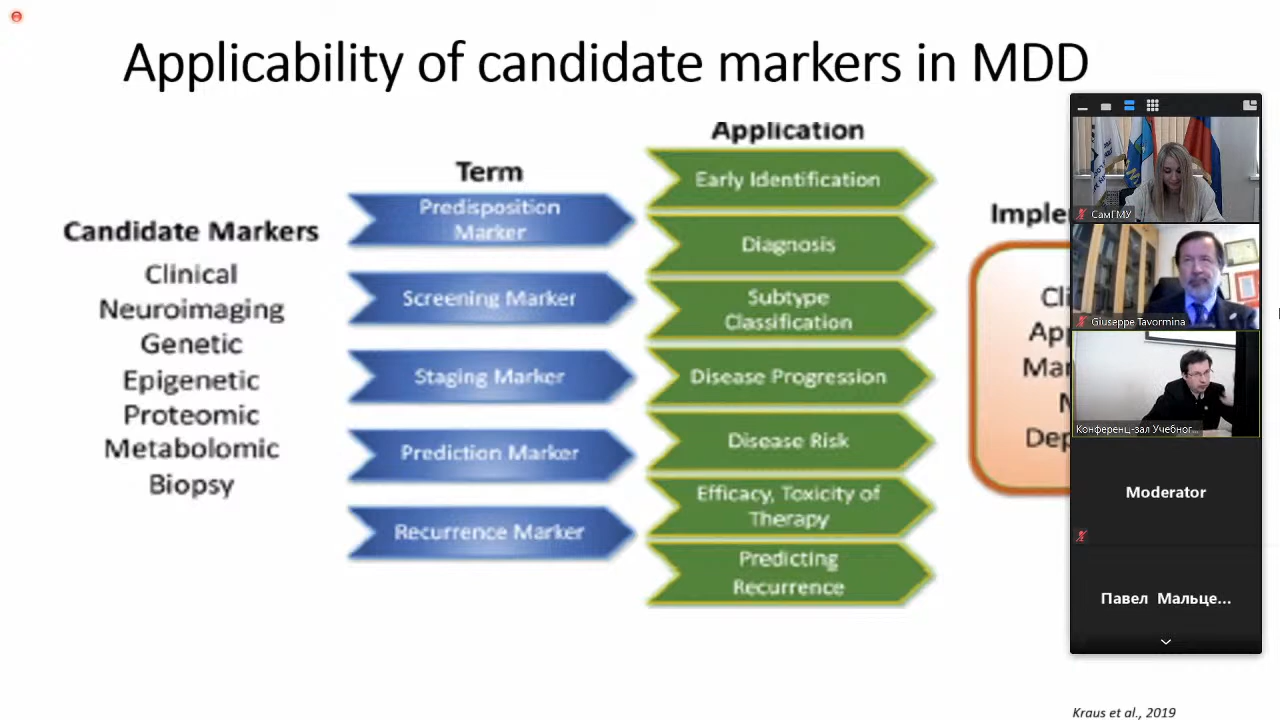 Applicability of candidate markers in MDD
Candidate Markers
Clinical
Neuroimaging
Genetic
Epigenetic
Proteomic
Metabolomic
Biopsy
Term
Predisposition
Marker
Screening Marker
Staging Marker
Prediction Marker
Recurrence Marker
Application
Early Identification
Diagnosis
Subtype
Classification
Disease Progression
Disease Risk
Efficacy, Toxicity of
Therapy
Predicting
Recurrence
СамГМУ
Giuseppe Tavormina
Конференц-зал Учебног...
Moderator
Павел Мальце...
Kraus et al., 2019